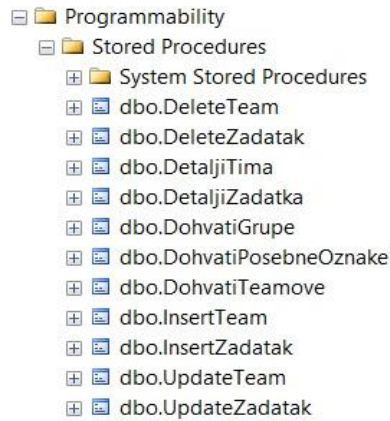 Programmability
Stored Procedures
System Stored Procedures
dbo.DeleteTeam
dbo.DeleteZadatak
dbo.DetaljiTima
dbo.DetaljiZadatka
dbo.DohvatiGrupe
dbo.DohvatiPosebneOznake
dbo.DohvatiTeamove
dbo.InsertTeam
dbo.InsertZadatak
dbo.UpdateTeam
dbo.UpdateZadatak